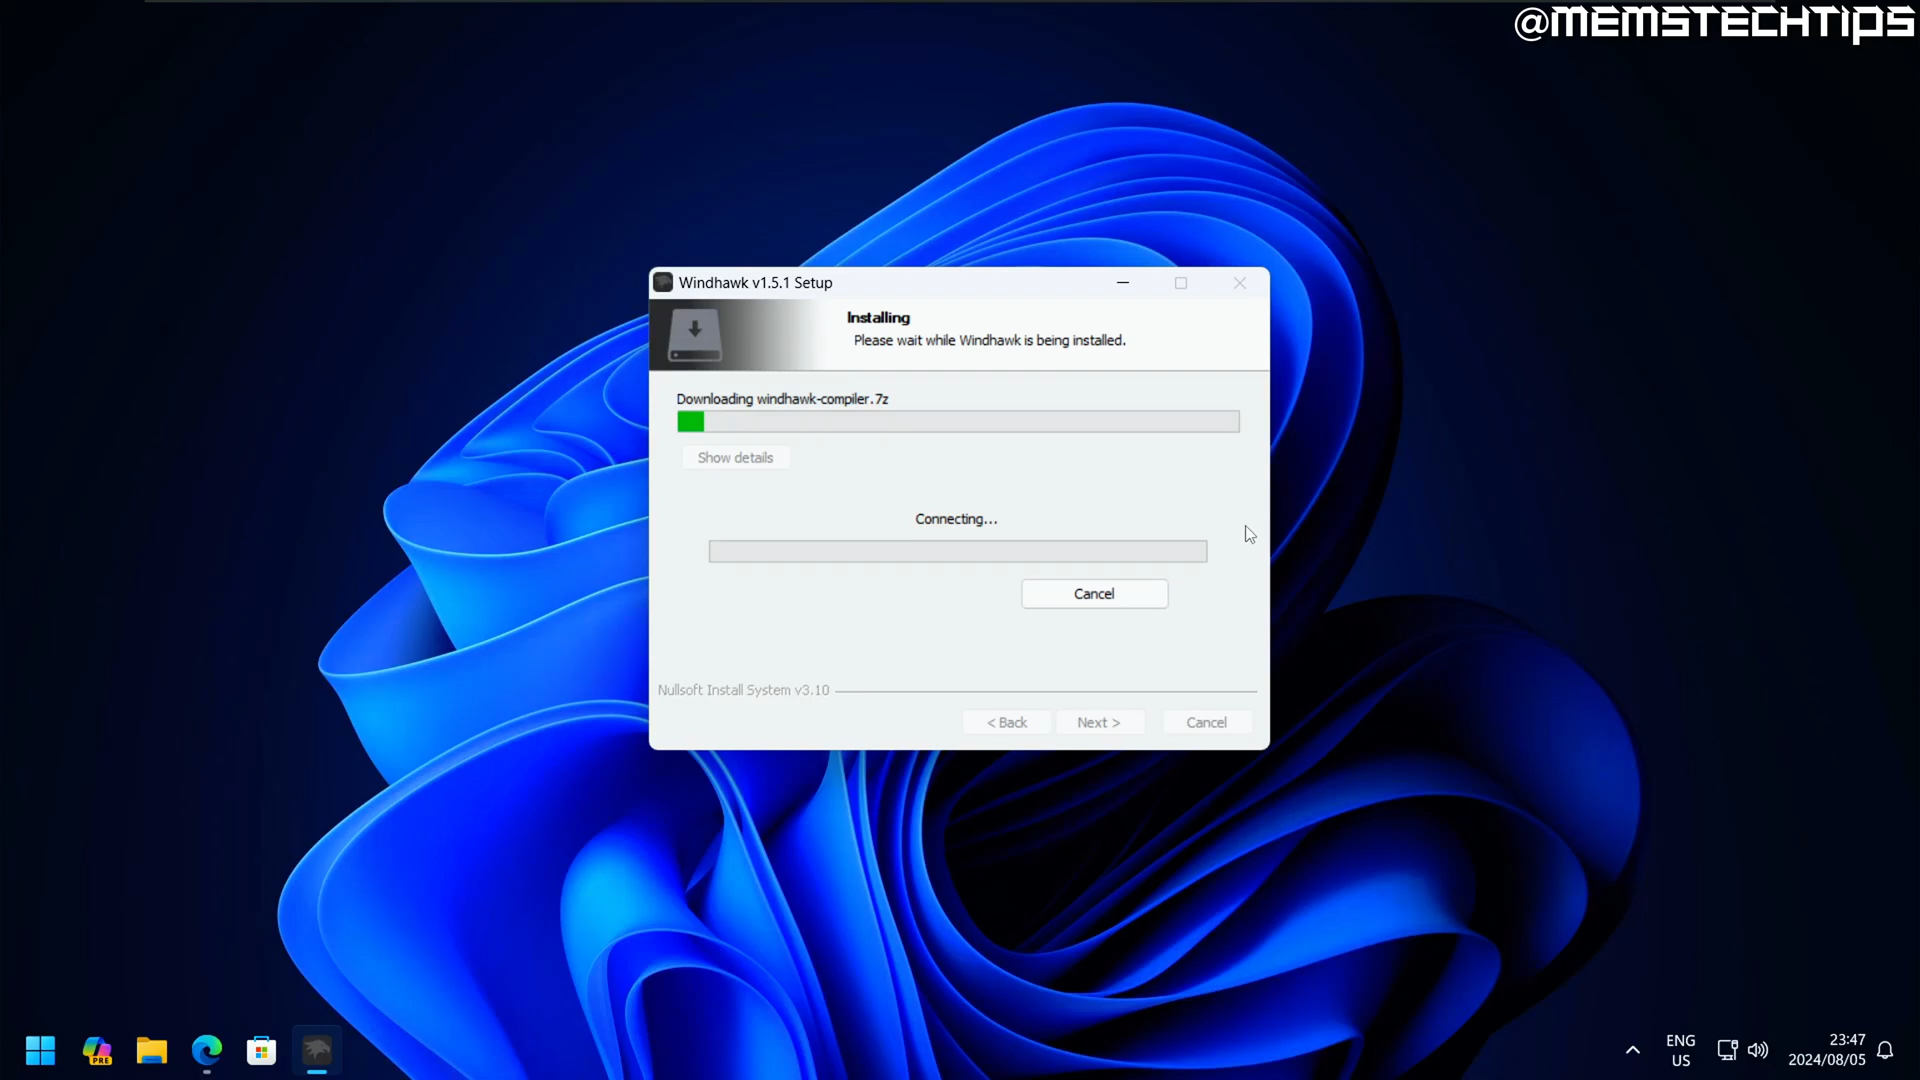 @MEMSTECHTIPS
Windhawk v1.5.1 Setup
Installing
Please wait while Windhawk is being installed.
Downloading windhawk-compiler.7z
Show details
Connecting...
Cancel
Nullsoft Install System v3.10
< Back Next > Cancel
PRE
ENG
US
23:47
2024/08/05